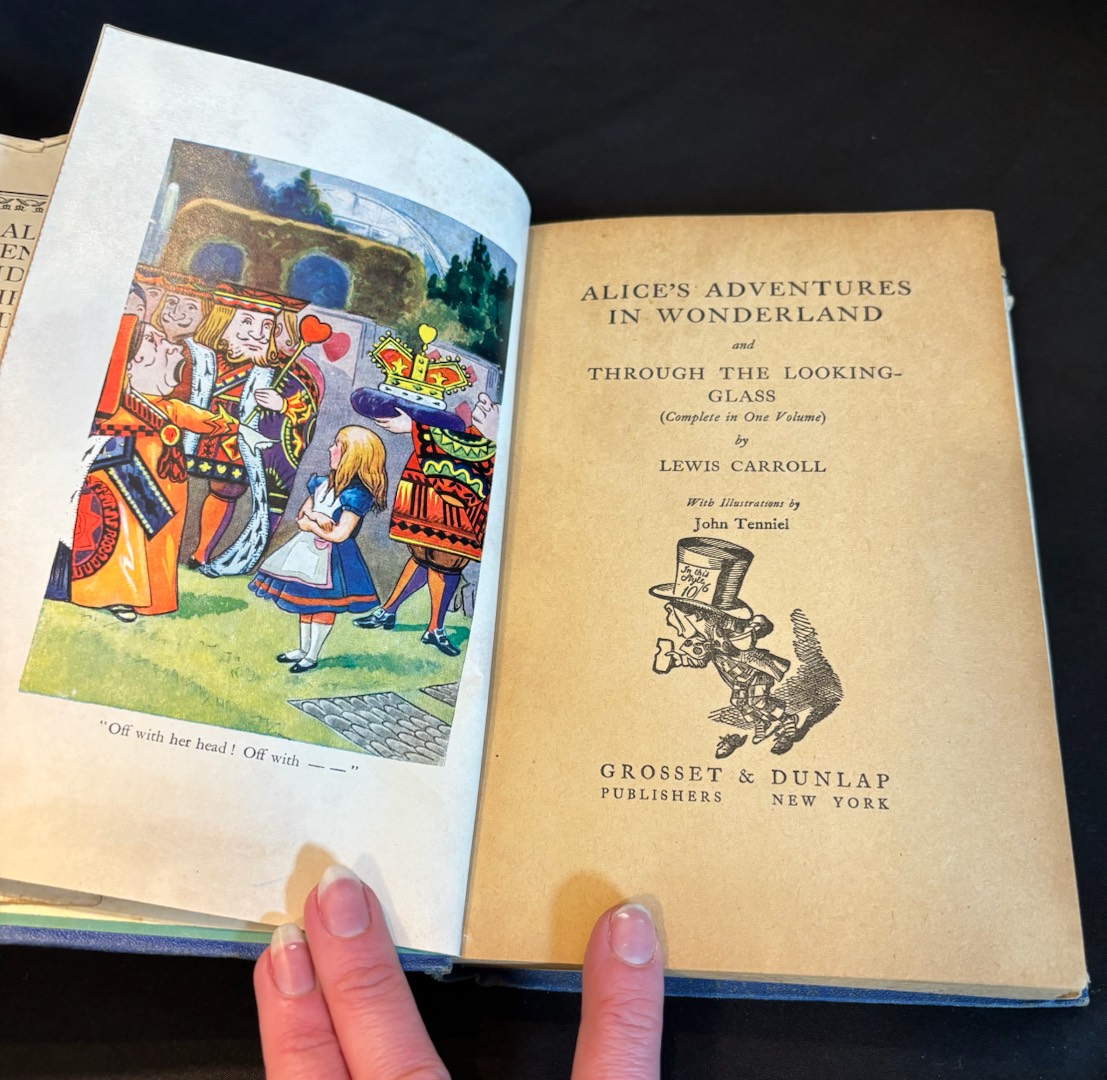 "Off with her head! Off with — —"
ALICE'S ADVENTURES
IN WONDERLAND
and
THROUGH THE LOOKING-
GLASS
(Complete in One Volume)
by
LEWIS CARROLL
With Illustrations by
John Tenniel
In this
Style
10/6
GROSSET & DUNLAP
PUBLISHERS NEW YORK